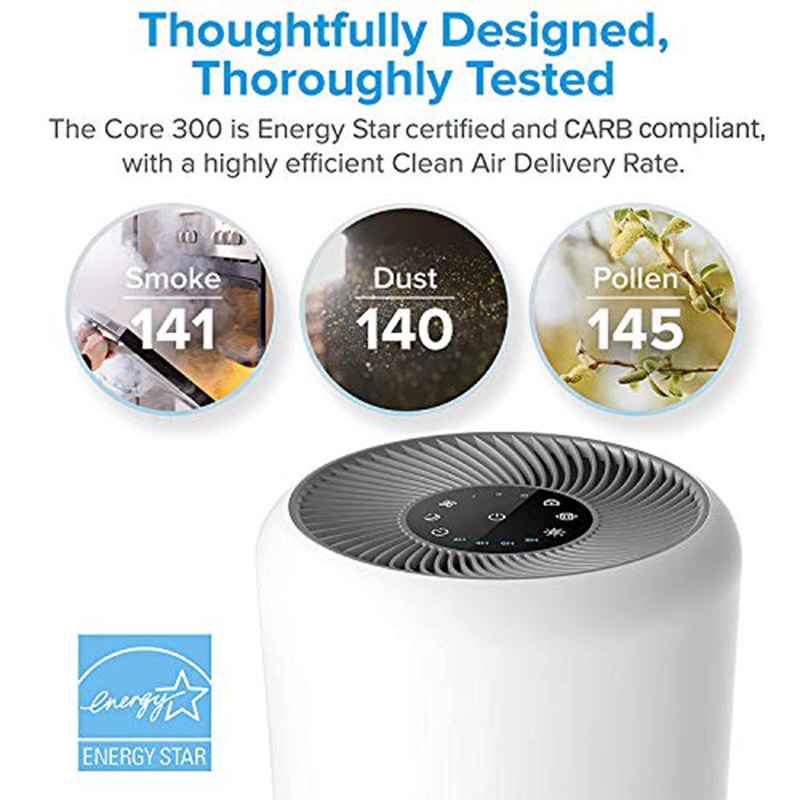 Thoughtfully Designed,
Thoroughly Tested
The Core 300 is Energy Star certified and CARB compliant,
with a highly efficient Clean Air Delivery Rate.
Smoke
141
Dust
140
Pollen
145
energy
ENERGY STAR